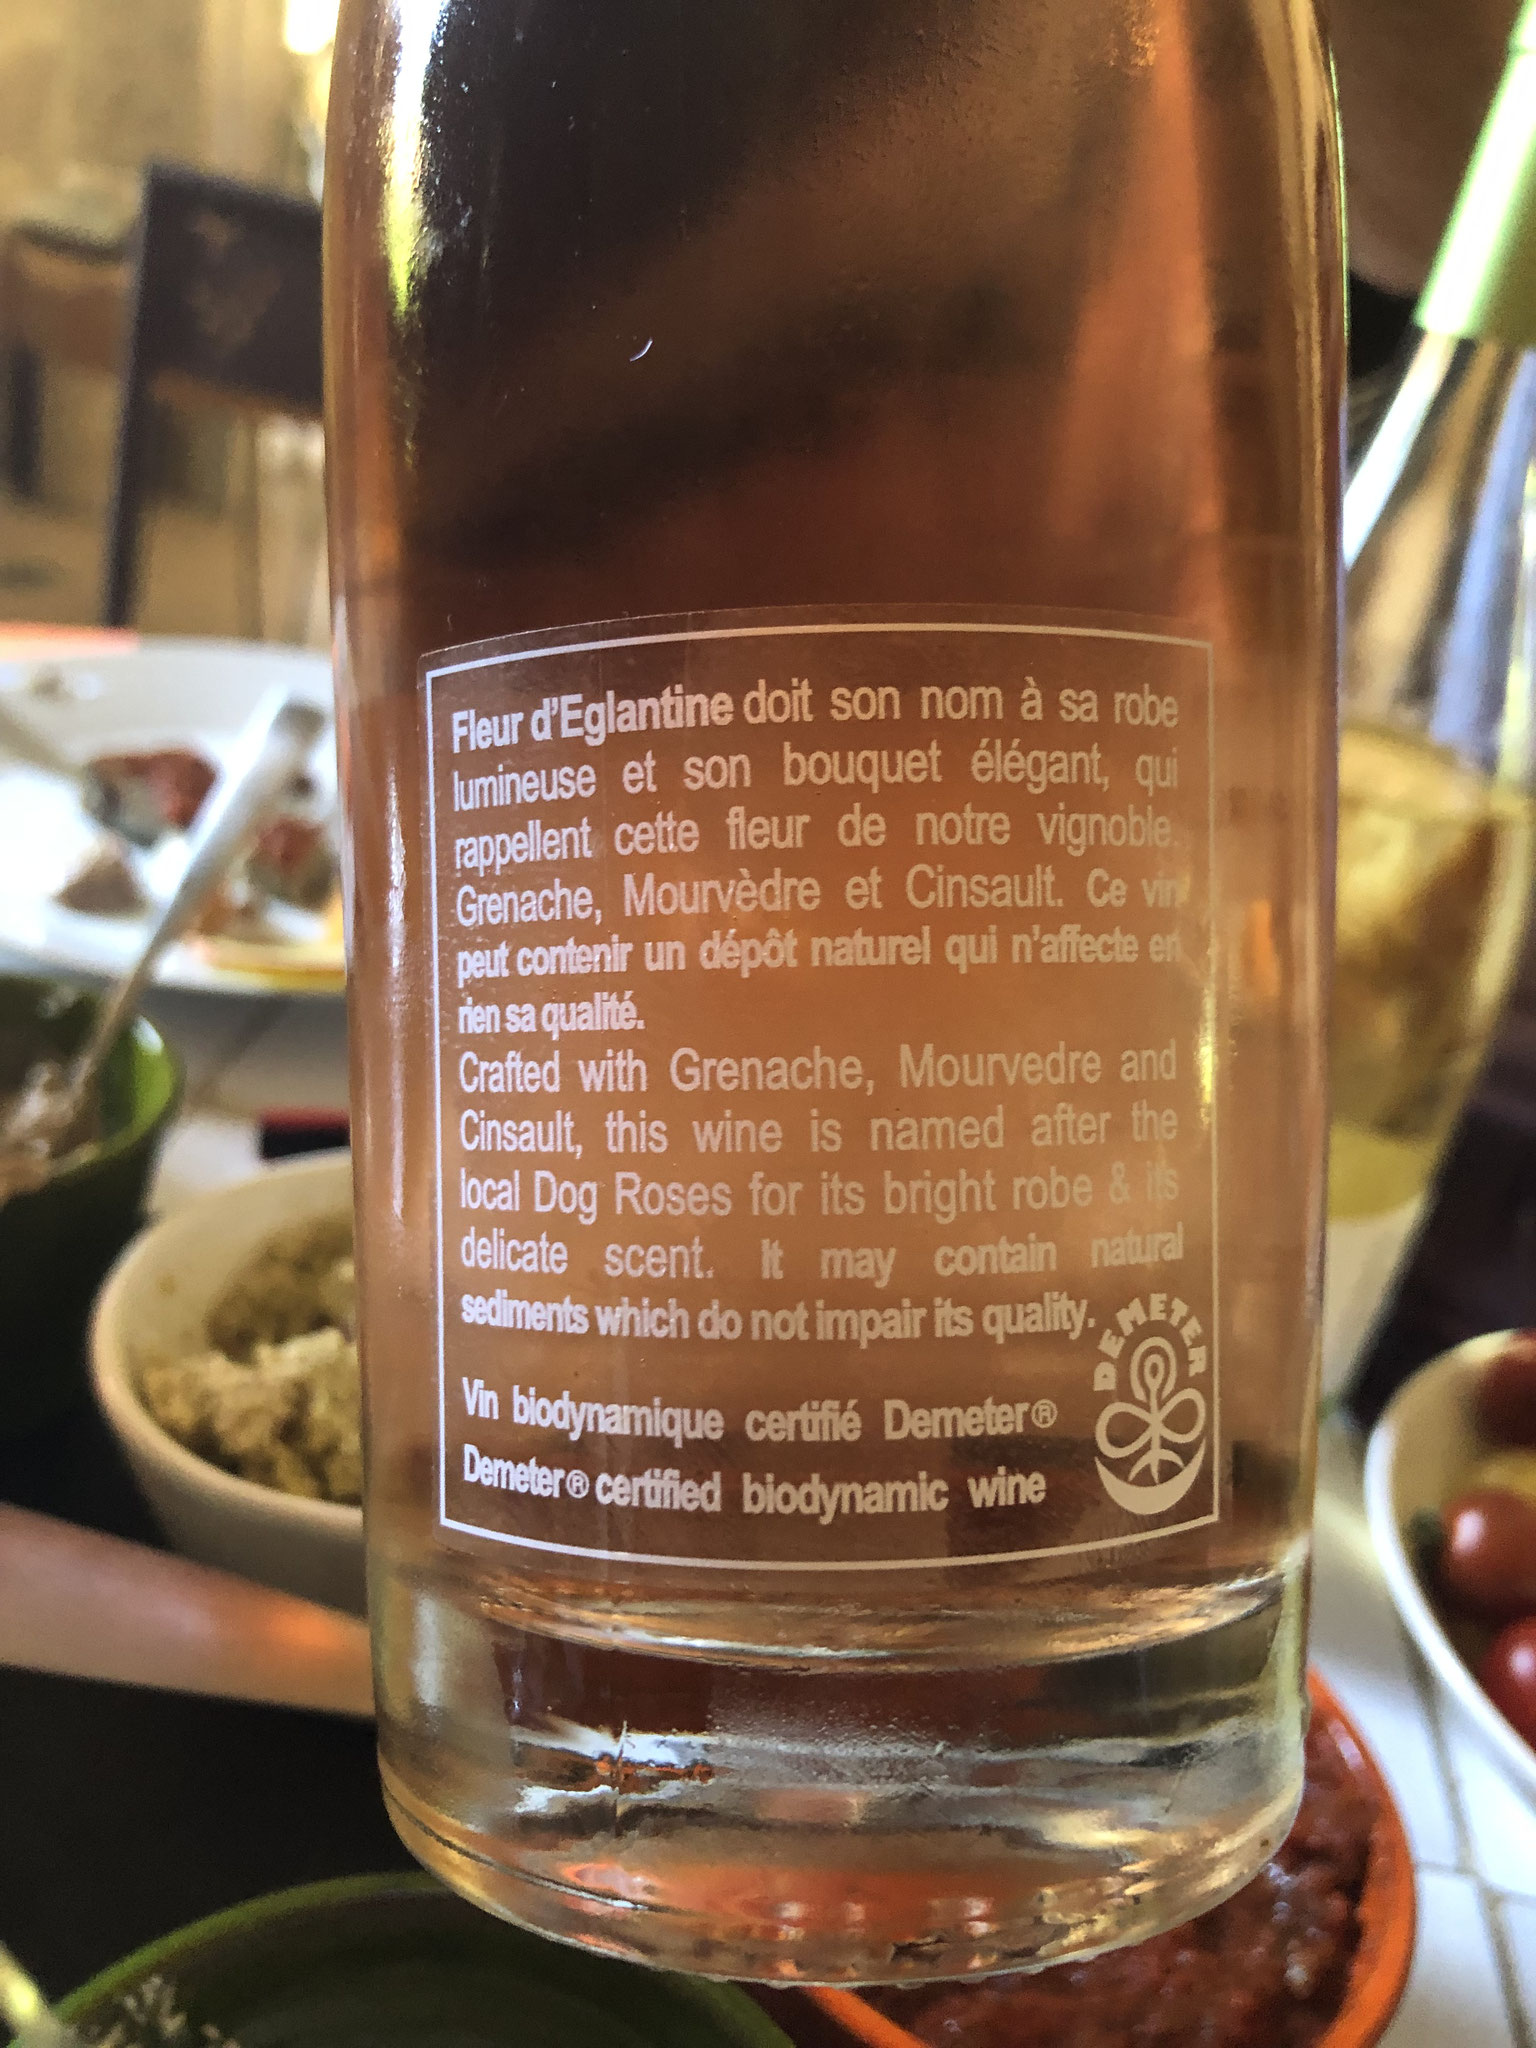 Fleur d'Eglantine doit son nom à sa robe
lumineuse et son bouquet élégant, qui
rappellent cette fleur de notre vignoble.
Grenache, Mourvèdre et Cinsault. Ce vin
peut contenir un dépôt naturel qui n'affecte en
rien sa qualité.
Crafted with Grenache, Mourvedre and
Cinsault, this wine is named after the
local Dog Roses for its bright robe & its
delicate scent. It may contain natural
sediments which do not impair its quality.
DEMETER
Vin biodynamique certifié Demeter®
Demeter® certified biodynamic wine